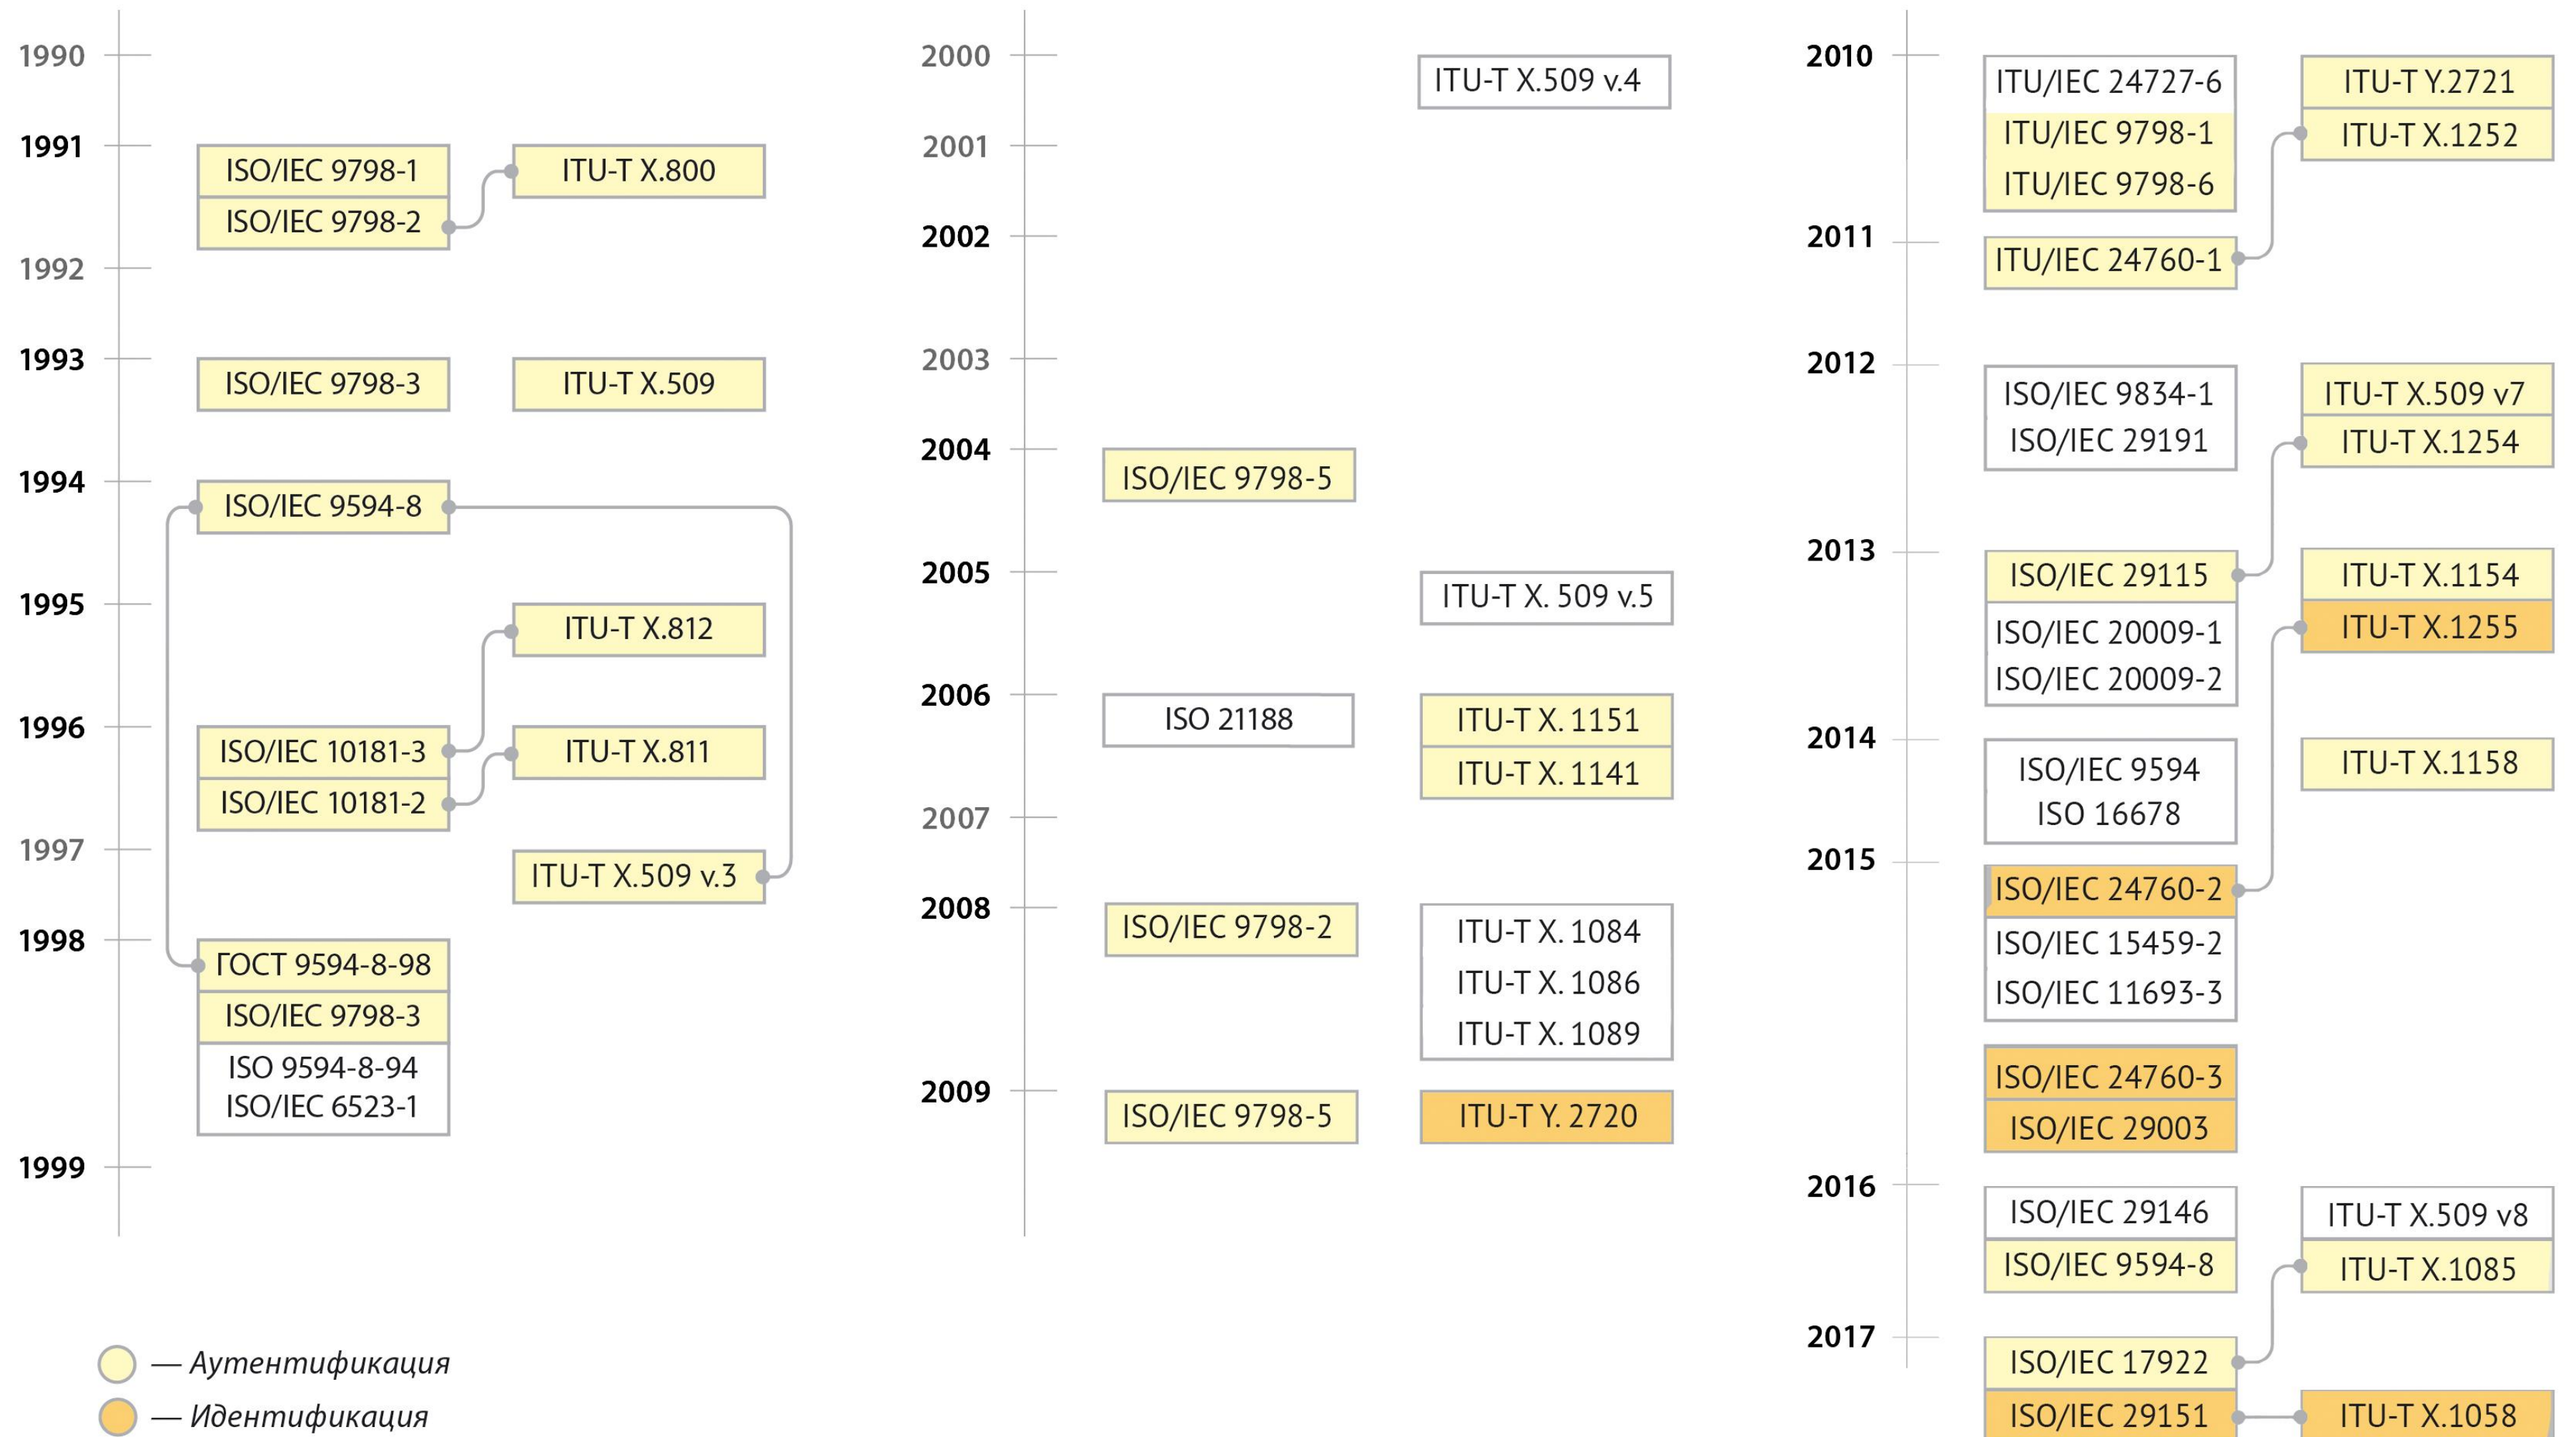 1990
1991
ISO/IEC 9798-1
ITU-T X.800
ISO/IEC 9798-2
1992
1993
ISO/IEC 9798-3
ITU-T X.509
1994
ISO/IEC 9594-8
1995
ITU-T X.812
1996
ISO/IEC 10181-3
ITU-T X.811
ISO/IEC 10181-2
1997
ITU-T X.509 v.3
1998
ГОСТ 9594-8-98
ISO/IEC 9798-3
ISO 9594-8-94
ISO/IEC 6523-1
1999
— Аутентификация
— Идентификация
2000
ITU-T X.509 v.4
2001
2002
2003
2004
ISO/IEC 9798-5
2005
ITU-T X. 509 v.5
2006
ISO 21188
ITU-T X. 1151
ITU-T X. 1141
2007
2008
ISO/IEC 9798-2
ITU-T X. 1084
ITU-T X. 1086
ITU-T X. 1089
2009
ISO/IEC 9798-5
ITU-T Y. 2720
2010
ITU/IEC 24727-6
ITU-T Y.2721
ITU/IEC 9798-1
ITU-T X.1252
ITU/IEC 9798-6
2011
ITU/IEC 24760-1
2012
ISO/IEC 9834-1
ITU-T X.509 v7
ISO/IEC 29191
ITU-T X.1254
2013
ISO/IEC 29115
ITU-T X.1154
ISO/IEC 20009-1
ITU-T X.1255
ISO/IEC 20009-2
2014
ISO/IEC 9594
ITU-T X.1158
ISO 16678
2015
ISO/IEC 24760-2
ISO/IEC 15459-2
ISO/IEC 11693-3
ISO/IEC 24760-3
ISO/IEC 29003
2016
ISO/IEC 29146
ITU-T X.509 v8
ISO/IEC 9594-8
ITU-T X.1085
2017
ISO/IEC 17922
ISO/IEC 29151
ITU-T X.1058